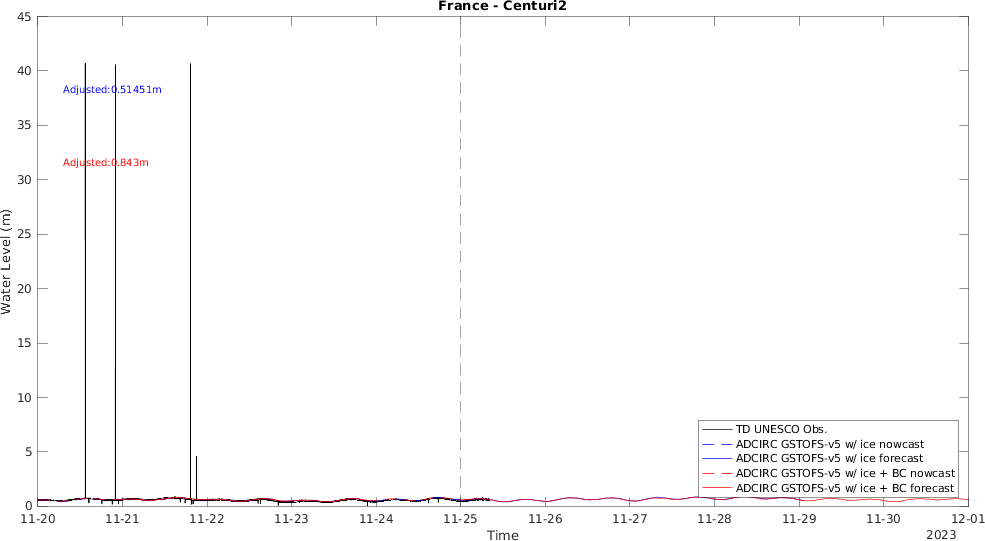 France - Centuri2
45
40
35
30
25
20
15
10
5
0
Water Level (m)
Adjusted:0.51451m
Adjusted:0.843m
TD UNESCO Obs.
ADCIRC GSTOFS-v5 w/ ice nowcast
ADCIRC GSTOFS-v5 w/ ice forecast
ADCIRC GSTOFS-v5 w/ ice + BC nowcast
ADCIRC GSTOFS-v5 w/ ice + BC forecast
11-20 11-21 11-22 11-23 11-24 11-25 11-26 11-27 11-28 11-29 11-30 12-01
Time
2023